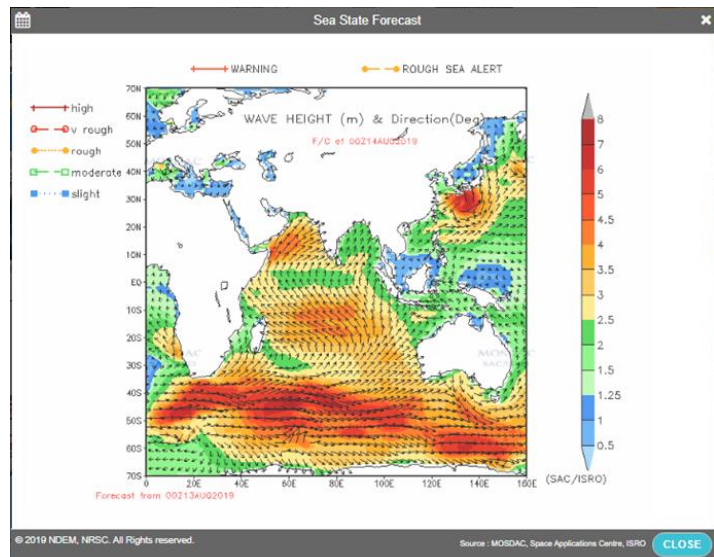 Sea State Forecast
WARNING
ROUGH SEA ALERT
high
v rough
rough
moderate
slight
WAVE HEIGHT (m) & Direction(Deg)
F/C of 00Z14AUG2019
70N
60N
50N
40N
30N
20N
10N
EQ
10S
20S
30S
40S
50S
60S
70S
0
20E
40E
60E
80E
100E
120E
140E
160E
8
7
6
5
4.5
4
3.5
3
2.5
2
1.5
1.25
1
0.5
(SAC/ISRO)
Forecast from 00Z13AUG2019
© 2019 NDEM, NRSC. All Rights reserved.
Source : MOSDAC, Space Applications Centre, ISRO
CLOSE